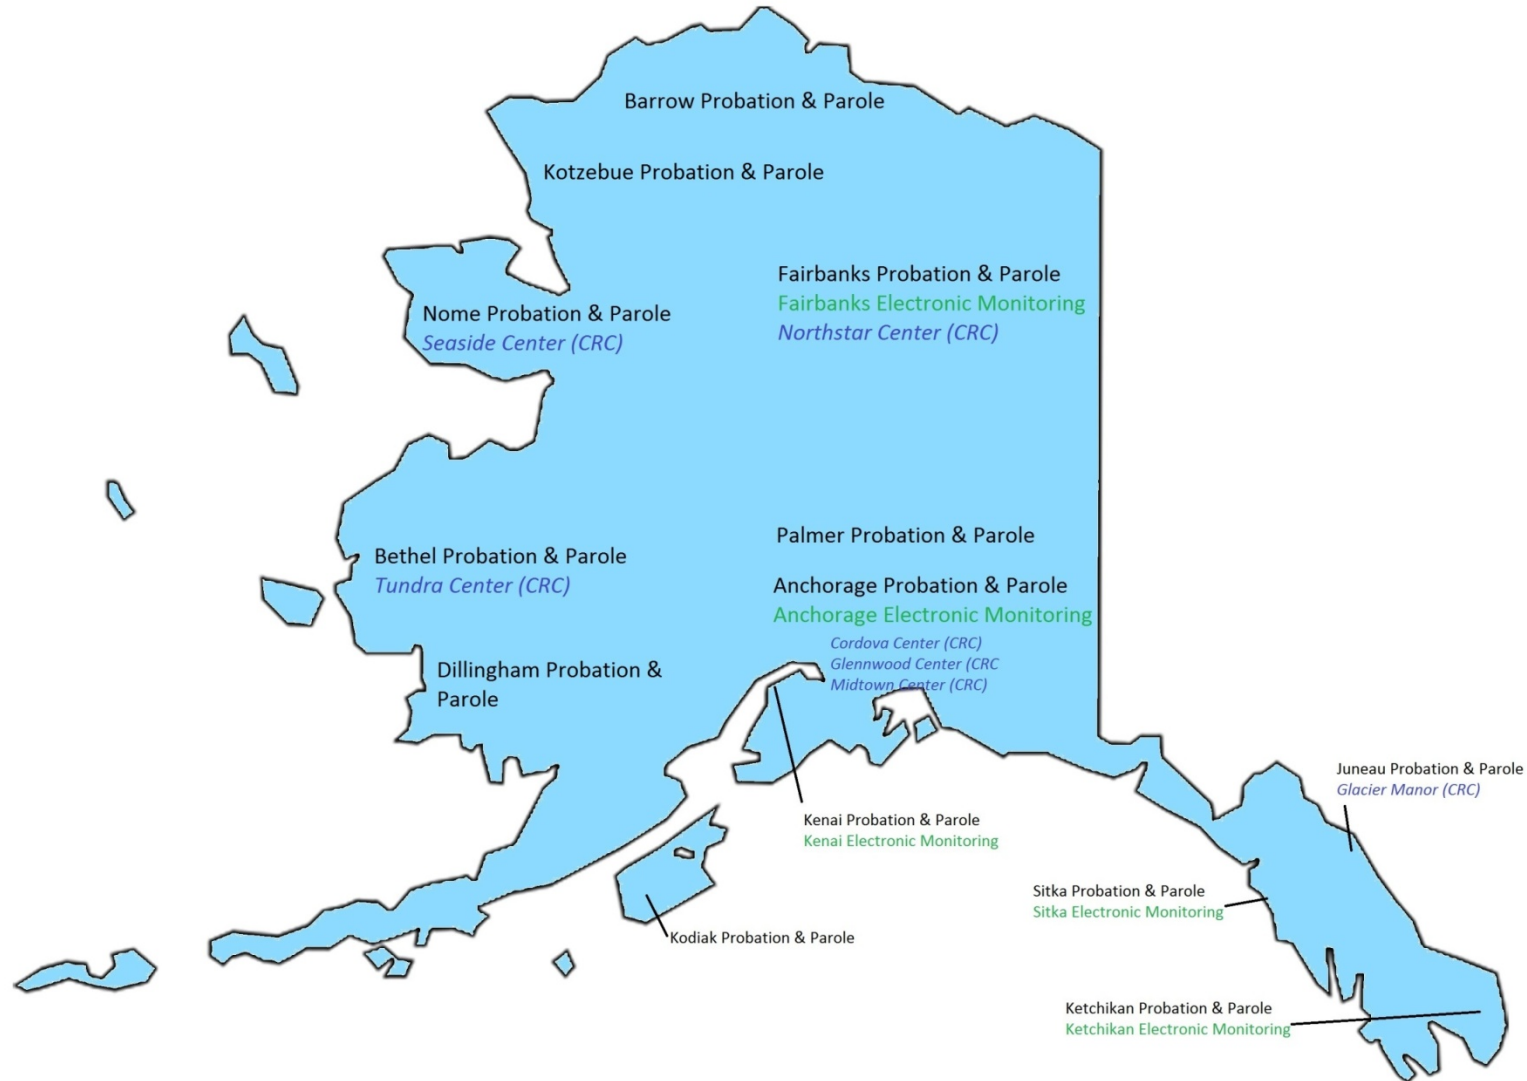 Barrow Probation & Parole
Kotzebue Probation & Parole
Fairbanks Probation & Parole
Fairbanks Electronic Monitoring
Northstar Center (CRC)
Nome Probation & Parole
Seaside Center (CRC)
Palmer Probation & Parole
Bethel Probation & Parole
Tundra Center (CRC)
Anchorage Probation & Parole
Anchorage Electronic Monitoring
Cordova Center (CRC)
Glennwood Center (CRC
Midtown Center (CRC)
Dillingham Probation &
Parole
Juneau Probation & Parole
Glacier Manor (CRC)
Kenai Probation & Parole
Kenai Electronic Monitoring
Sitka Probation & Parole
Sitka Electronic Monitoring
Kodiak Probation & Parole
Ketchikan Probation & Parole
Ketchikan Electronic Monitoring